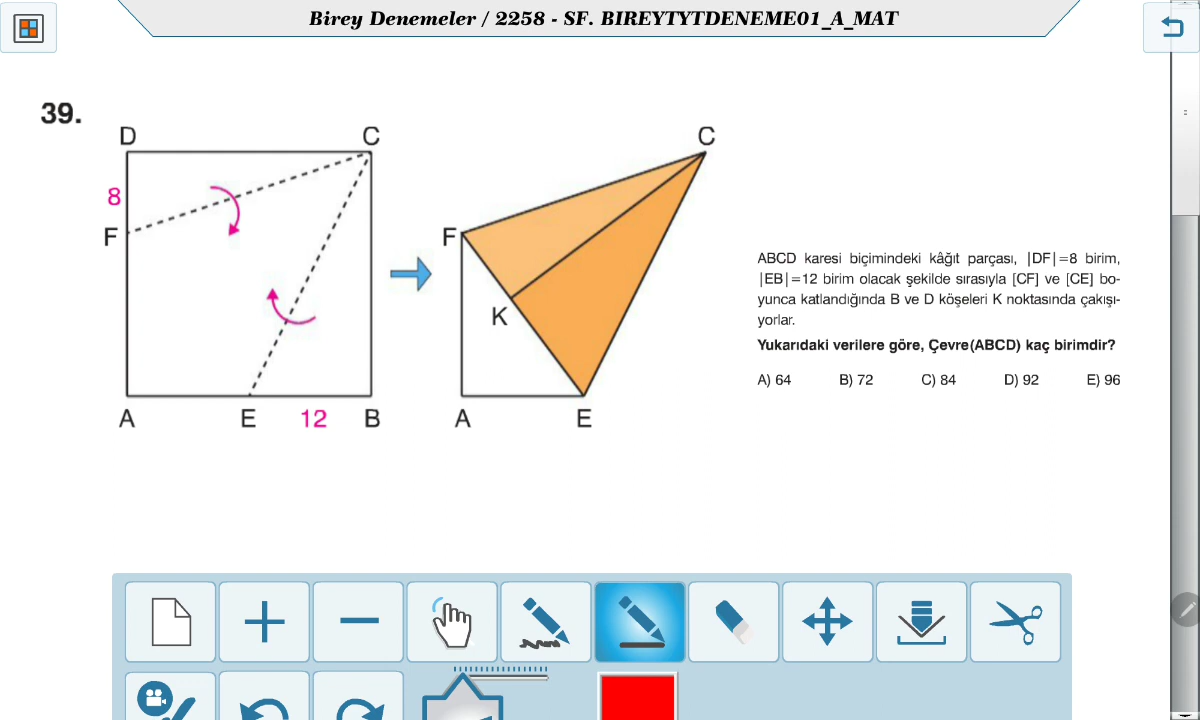 Birey Denemeler / 2258 - SF. BIREYTYTDENEME01_A_MAT
39.
D
C
8
F
A
E
12
B
C
F
K
A
E
ABCD karesi biçimindeki kâğıt parçası, |DF|=8 birim,
|EB|=12 birim olacak şekilde sırasıyla [CF] ve [CE] bo-
yunca katlandığında B ve D köşeleri K noktasında çakışı-
yorlar.
Yukarıdaki verilere göre, Çevre(ABCD) kaç birimdir?
A) 64 B) 72 C) 84 D) 92 E) 96